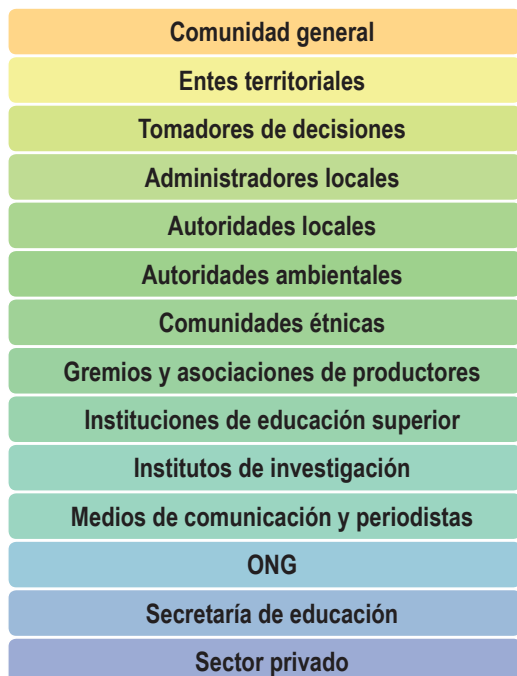 Comunidad general
Entes territoriales
Tomadores de decisiones
Administradores locales
Autoridades locales
Autoridades ambientales
Comunidades étnicas
Gremios y asociaciones de productores
Instituciones de educación superior
Institutos de investigación
Medios de comunicación y periodistas
ONG
Secretaría de educación
Sector privado